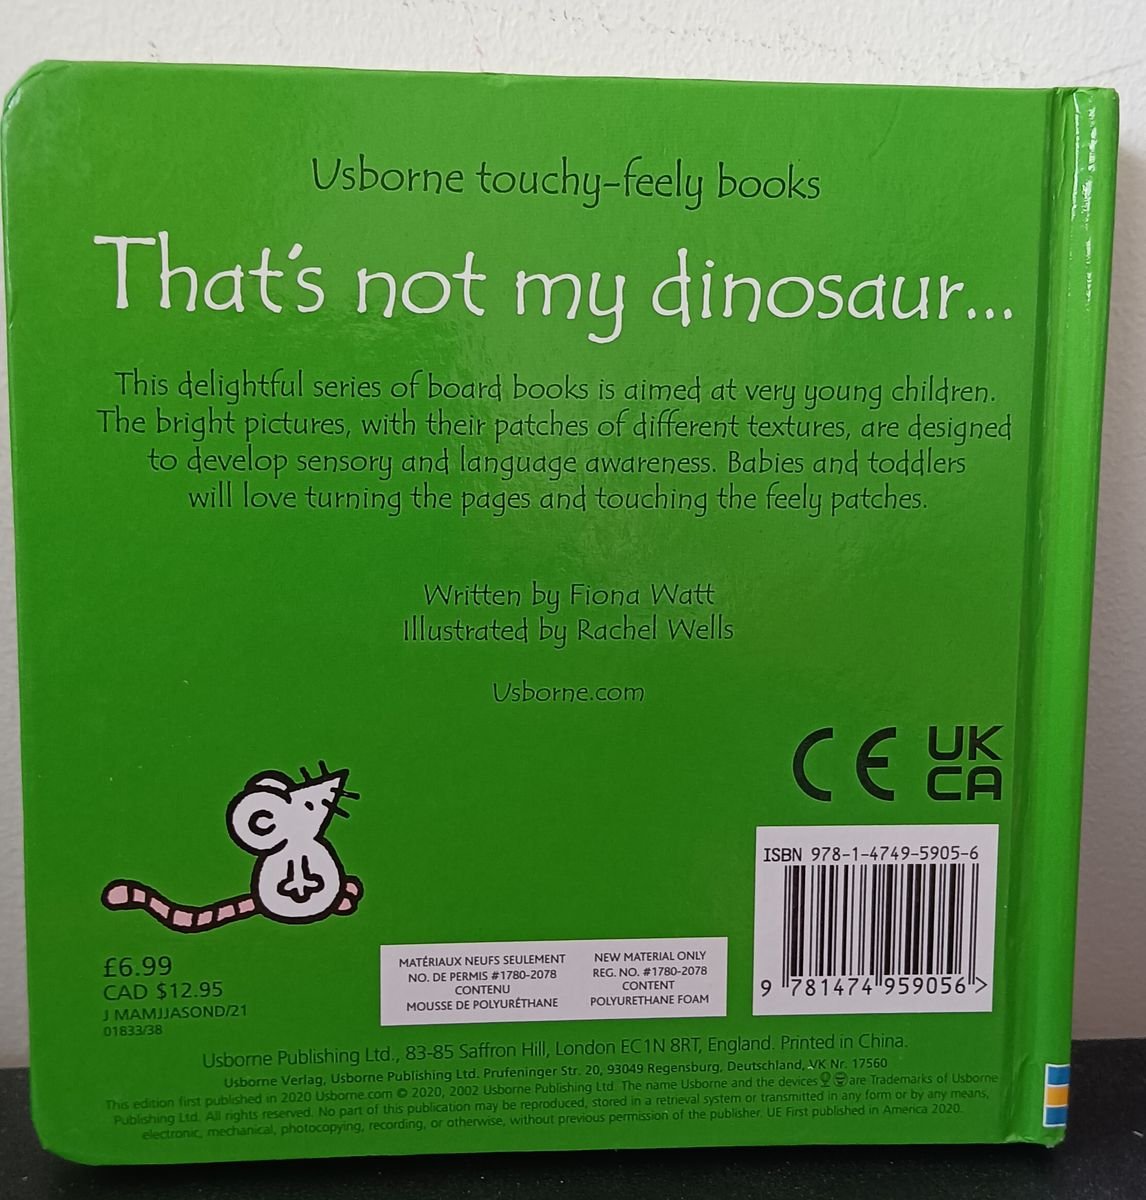 Usborne touchy-feely books
That's not my dinosaur...
This delightful series of board books is aimed at very young children.
The bright pictures, with their patches of different textures, are designed
to develop sensory and language awareness. Babies and toddlers
will love turning the pages and touching the feely patches.
Written by Fiona Watt
Illustrated by Rachel Wells
Usborne.com
CE
UK
CA
ISBN 978-1-4749-5905-6
9 781474 959056 >
£6.99
CAD $12.95
J MAMJJASOND/21
01833/38
MATÉRIAUX NEUFS SEULEMENT
NO. DE PERMIS #1780-2078
CONTENU
MOUSSE DE POLYURÉTHANE
NEW MATERIAL ONLY
REG. NO. #1780-2078
CONTENT
POLYURETHANE FOAM
Usborne Publishing Ltd., 83-85 Saffron Hill, London EC1N 8RT, England. Printed in China.
Usborne Verlag, Usborne Publishing Ltd. Prufeninger Str. 20, 93049 Regensburg, Deutschland, VK Nr. 17560
This edition first published in 2020 Usborne.com © 2020, 2002 Usborne Publishing Ltd. The name Usborne and the devices are Trademarks of Usborne
Publishing Ltd. All rights reserved. No part of this publication may be reproduced, stored in a retrieval system or transmitted in any form or by any means,
electronic, mechanical, photocopying, recording, or otherwise, without previous permission of the publisher. UE First published in America 2020.